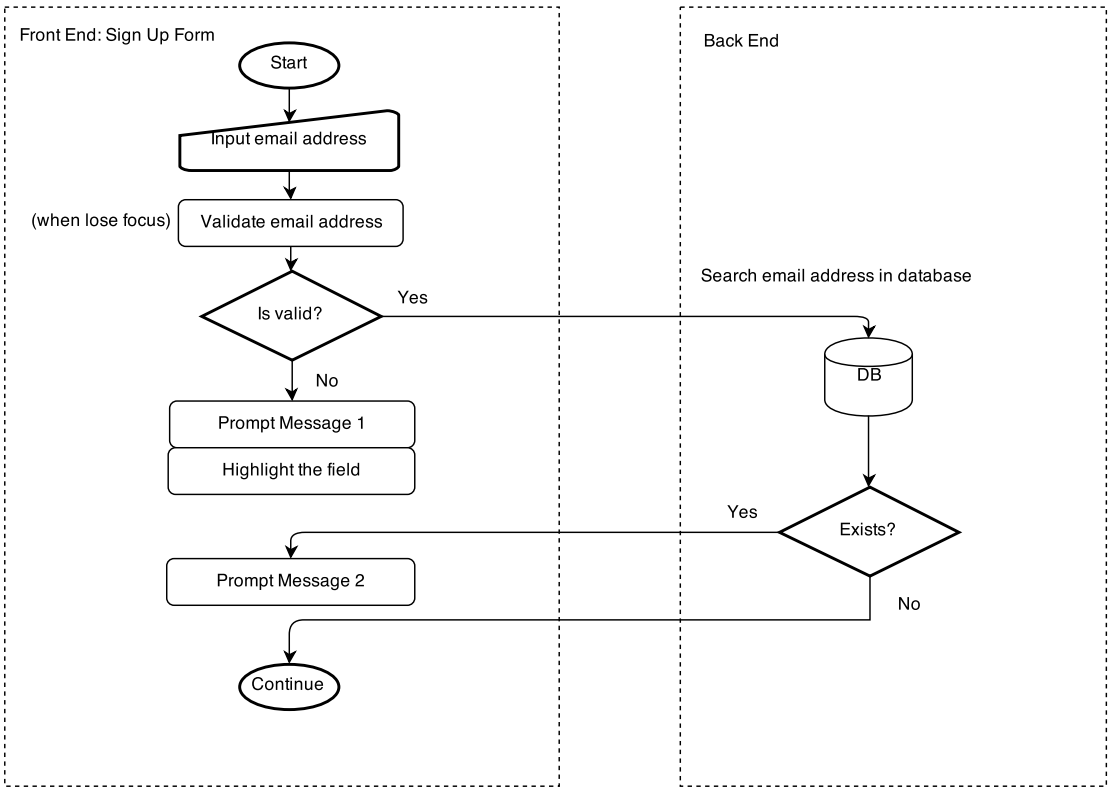 Front End: Sign Up Form
Back End
Start
Input email address
(when lose focus)
Validate email address
Is valid?
Yes
Search email address in database
DB
No
Prompt Message 1
Highlight the field
Exists?
Yes
Prompt Message 2
No
Continue